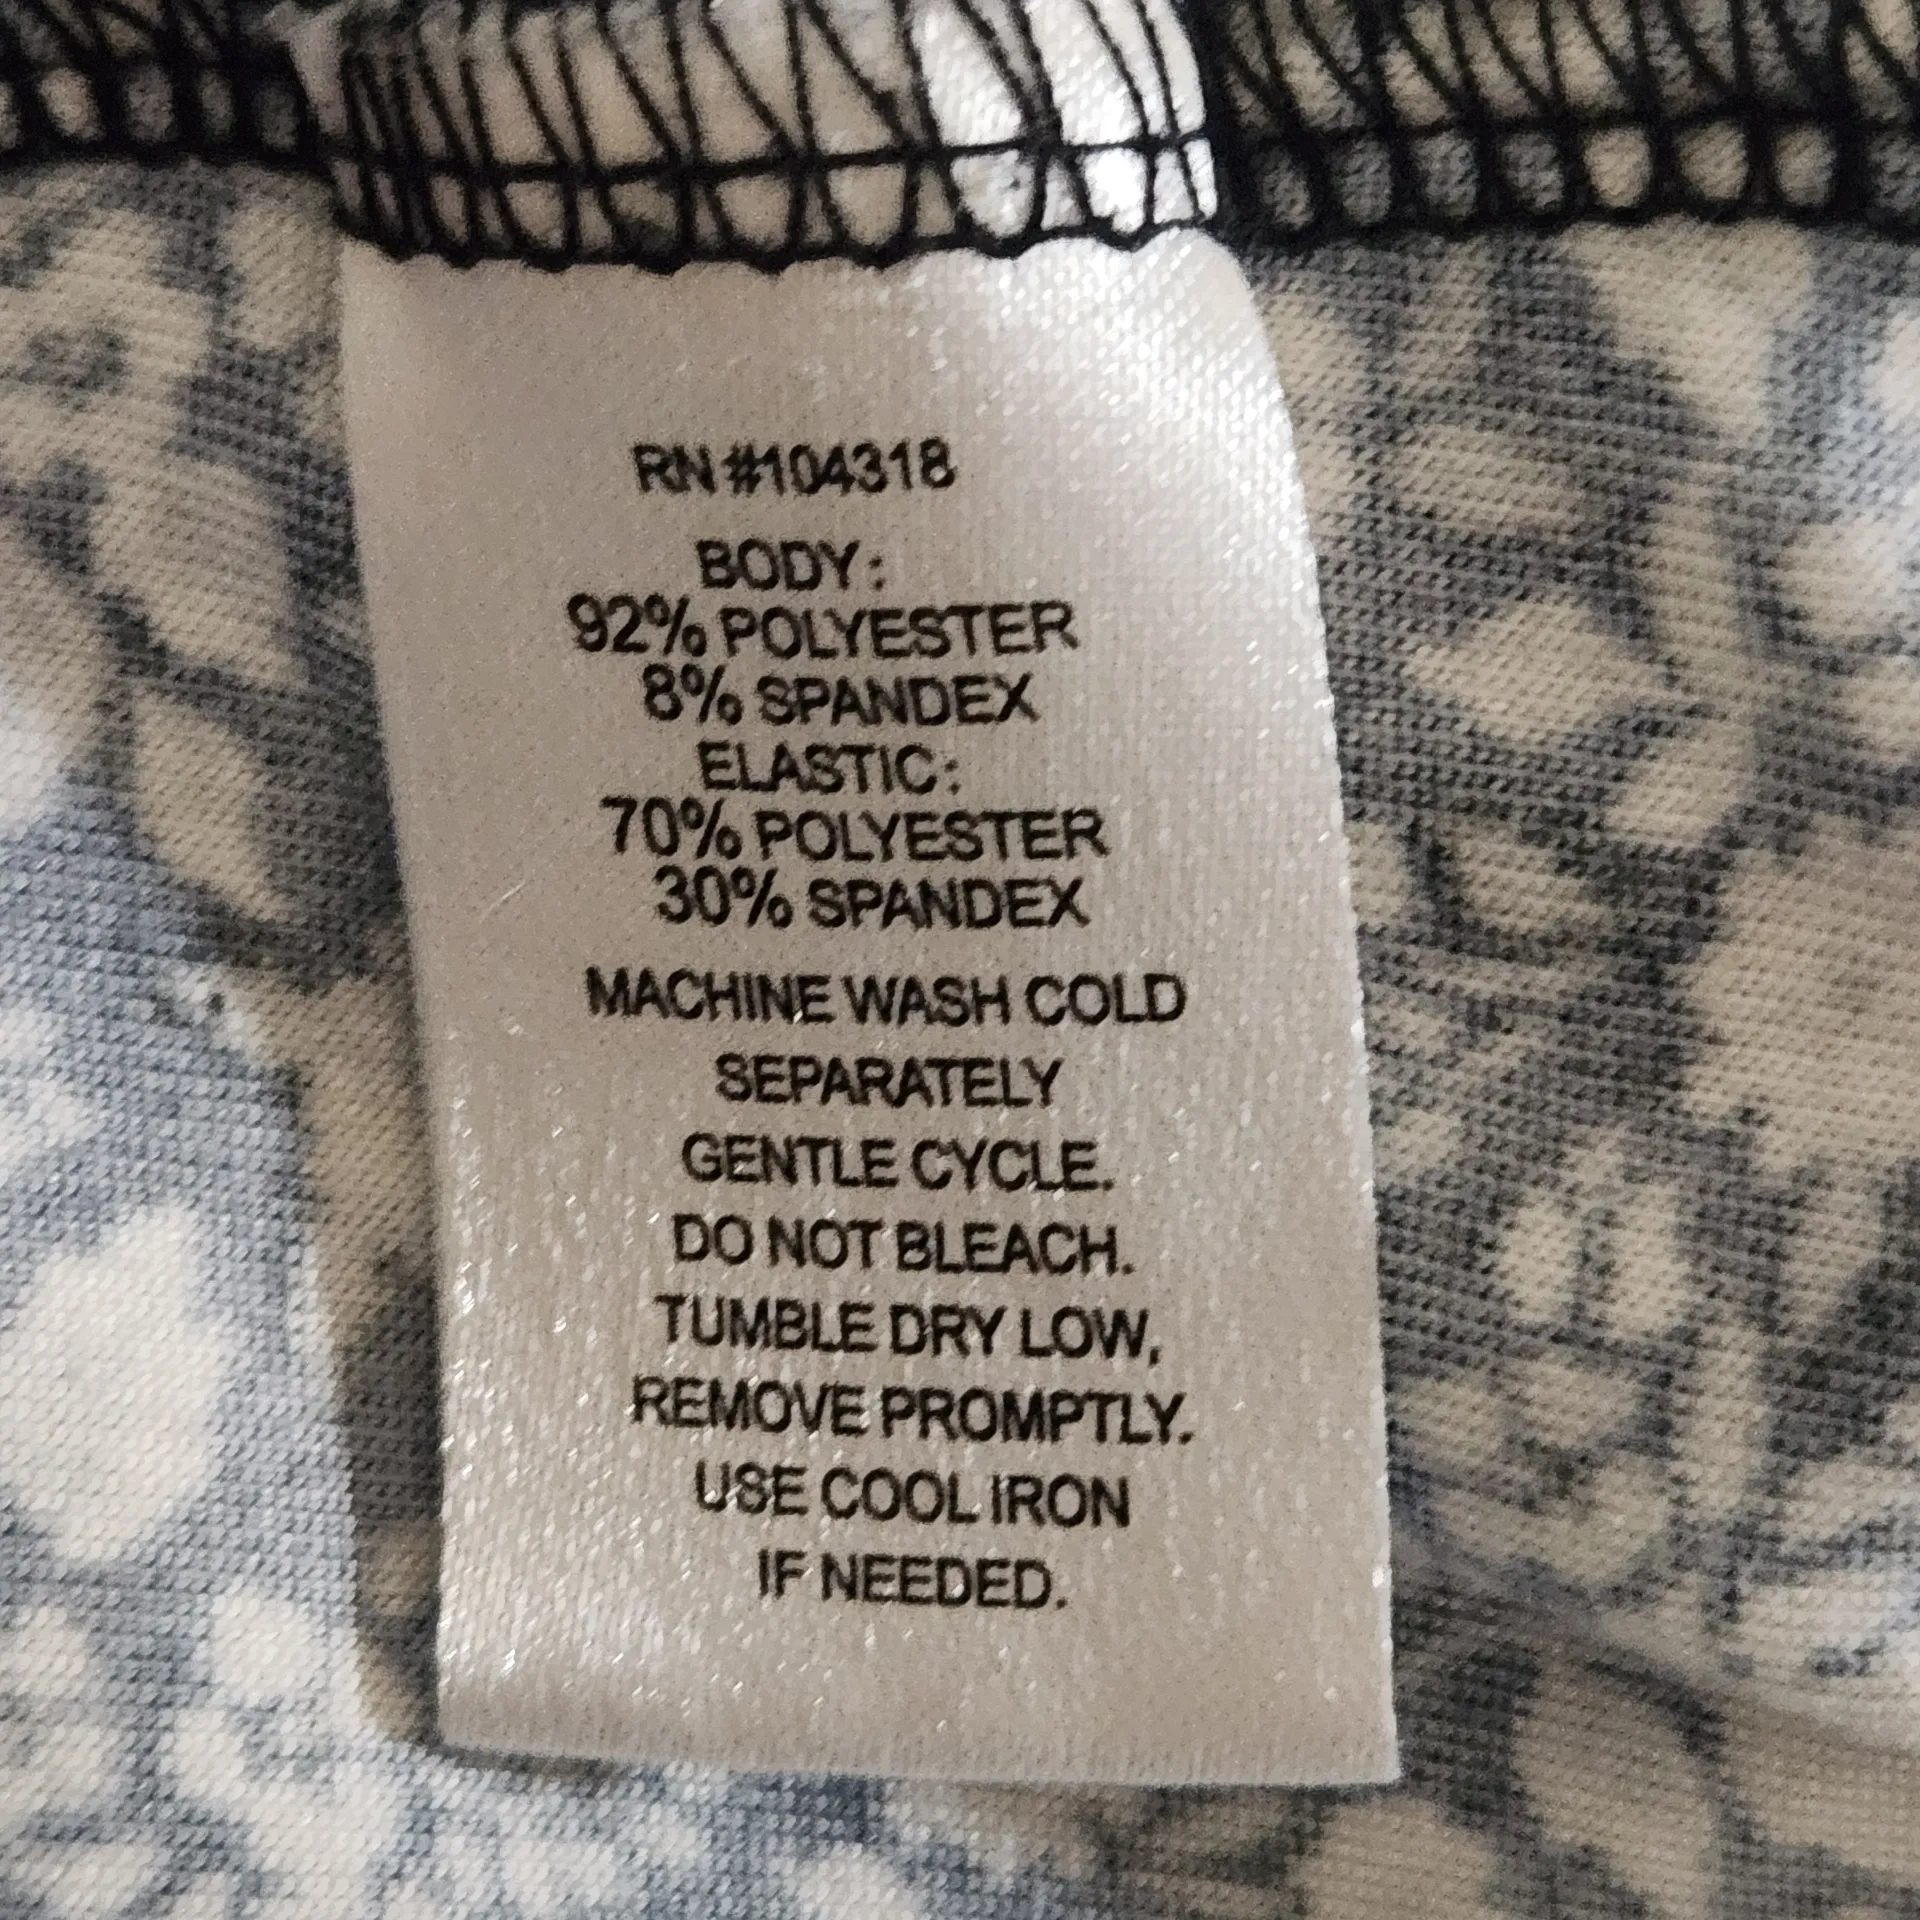 RN #104318
BODY:
92% POLYESTER
8% SPANDEX
ELASTIC:
70% POLYESTER
30% SPANDEX
MACHINE WASH COLD
SEPARATELY
GENTLE CYCLE.
DO NOT BLEACH.
TUMBLE DRY LOW,
REMOVE PROMPTLY.
USE COOL IRON
IF NEEDED.